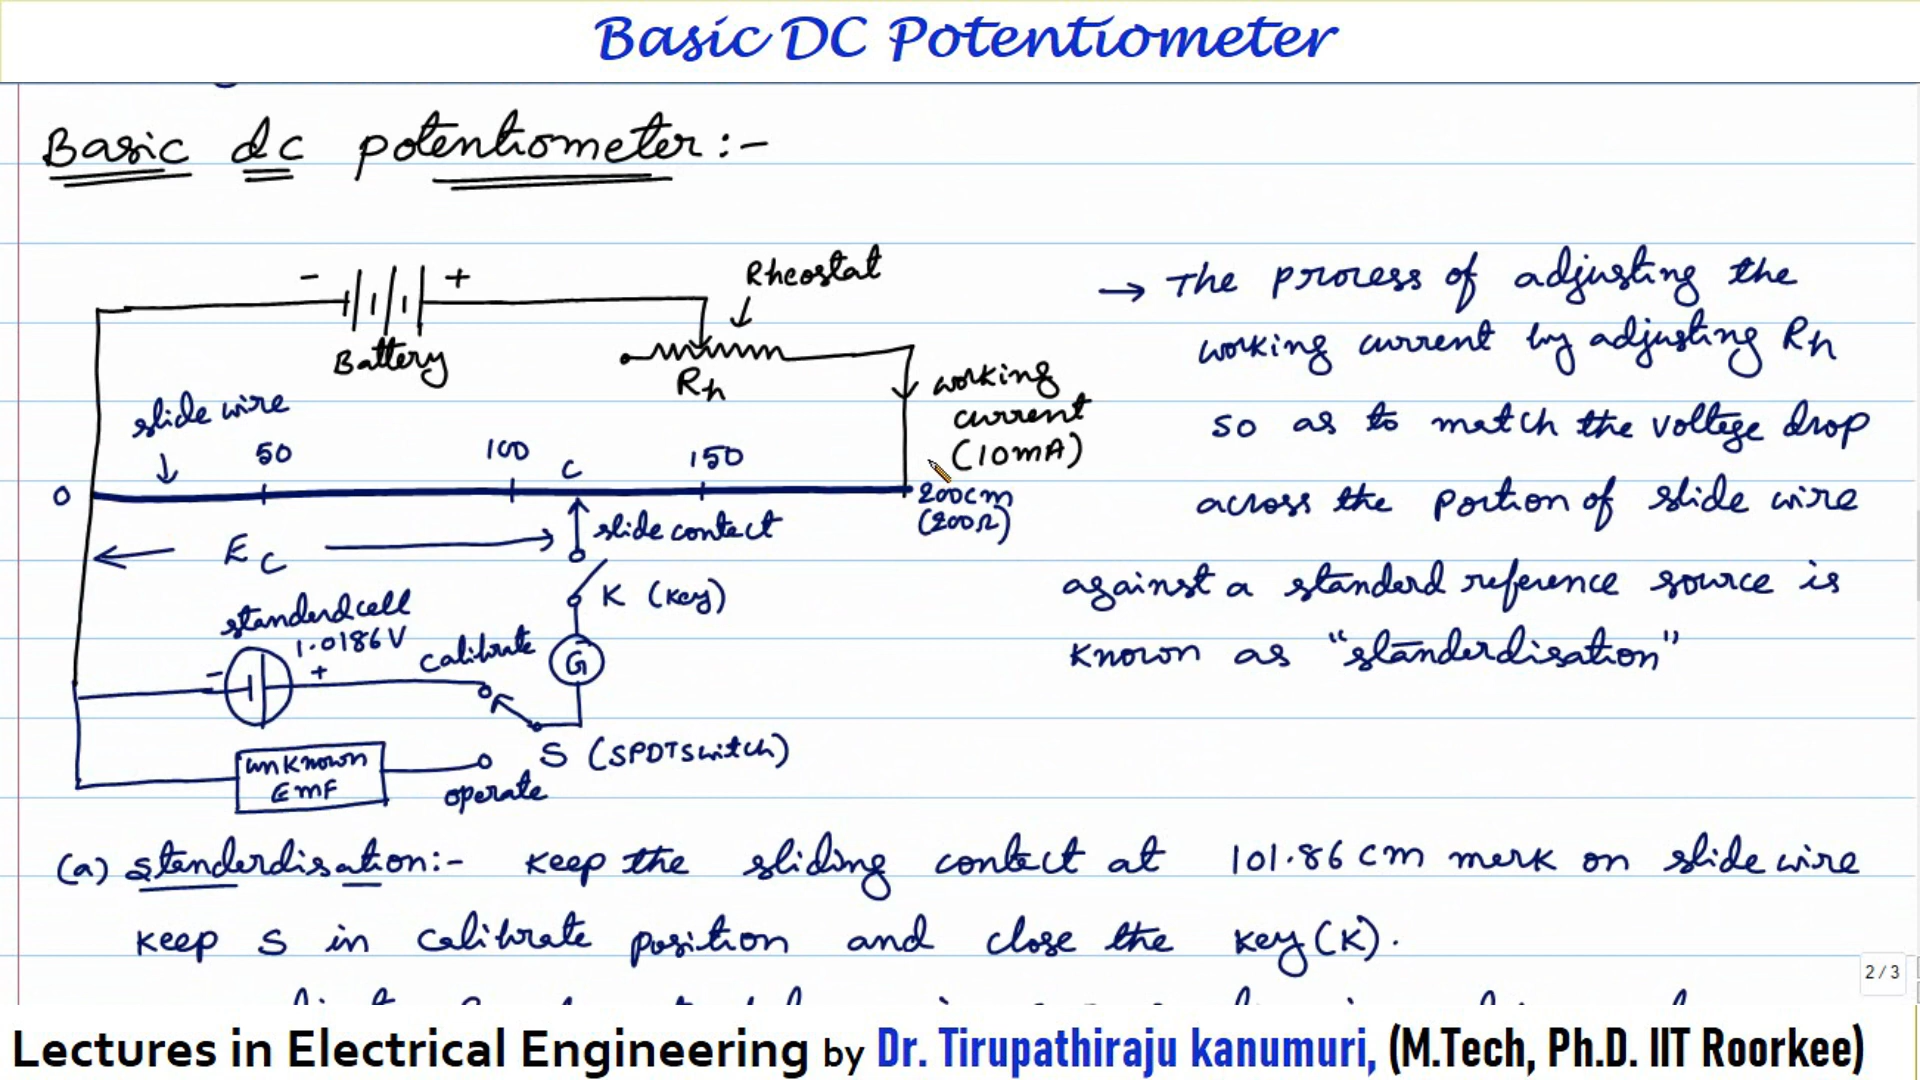 Basic DC Potentiometer
Basic dc potentiometer:-
- +
Rheostat
Battery
Rh
working
current
(10mA)
slide wire
50
100
C
150
0
200cm
(200Ω)
EC
slide contact
K (Key)
standerd cell
1.0186V
- +
calibrate
G
S (SPDT switch)
unknown
EMF
operate
→ The process of adjusting the
working current by adjusting Rh
so as to match the voltage drop
across the portion of slide wire
against a standerd reference source is
known as "standerdisation"
(a) standerdisation:- Keep the sliding contact at 101.86 cm merk on slide wire
Keep S in calibrate position and close the key(K).
2 / 3
Lectures in Electrical Engineering by Dr. Tirupathiraju kanumuri, (M.Tech, Ph.D. IIT Roorkee)